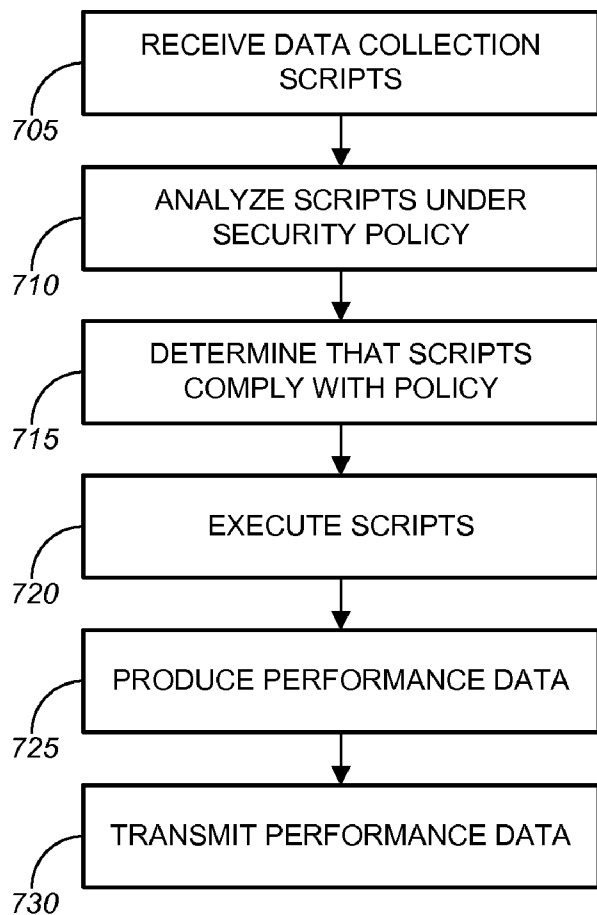 RECEIVE DATA COLLECTION
SCRIPTS
705
ANALYZE SCRIPTS UNDER
SECURITY POLICY
710
DETERMINE THAT SCRIPTS
COMPLY WITH POLICY
715
EXECUTE SCRIPTS
720
PRODUCE PERFORMANCE DATA
725
TRANSMIT PERFORMANCE DATA
730